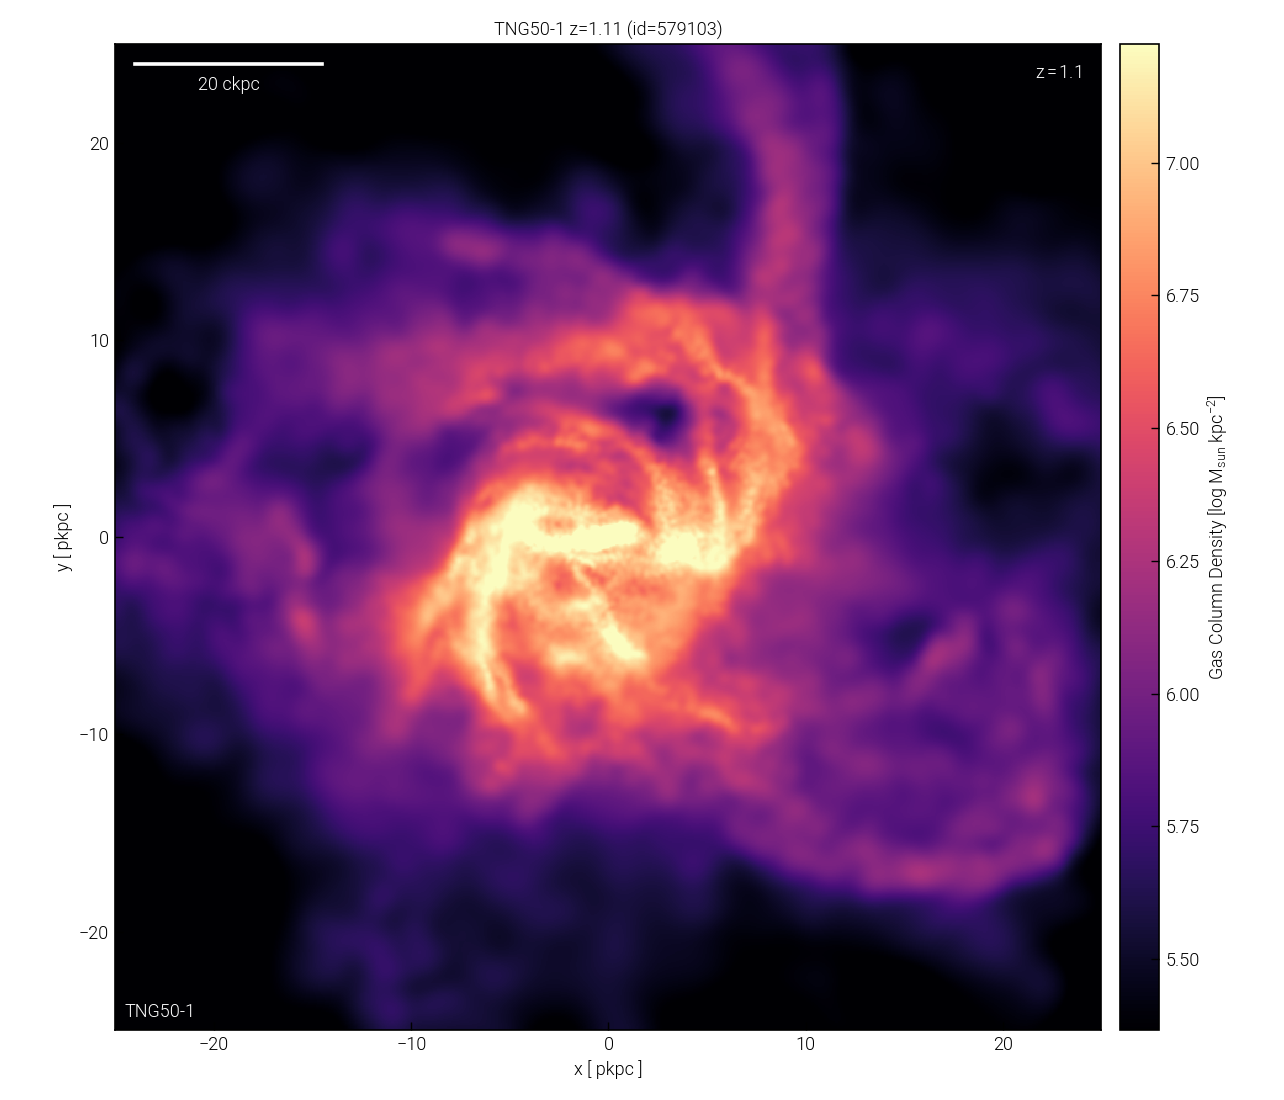 TNG50-1 z=1.11 (id=579103)
20 ckpc
z=1.1
20
10
0
−10
−20
y [ pkpc ]
TNG50-1
−20
−10
0
10
20
x [ pkpc ]
7.00
6.75
6.50
6.25
6.00
5.75
5.50
Gas Column Density [log M_sun kpc^−2]